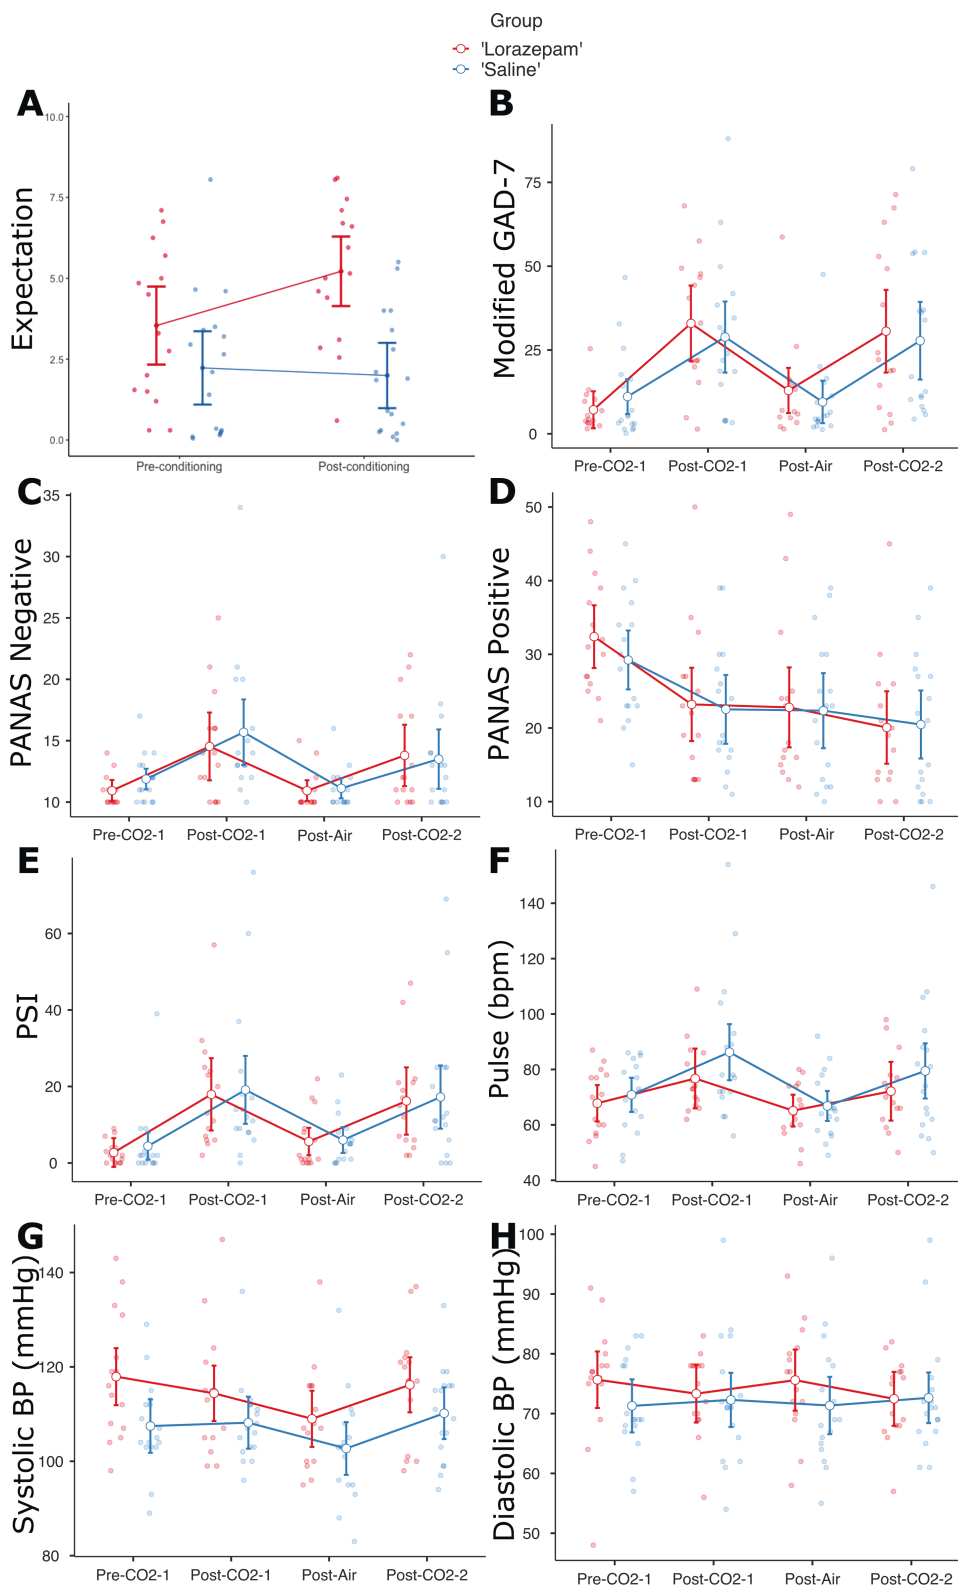 Group
'Lorazepam'
'Saline'
A
Expectation
10.0
7.5
5.0
2.5
0.0
Pre-conditioning Post-conditioning
B
Modified GAD-7
75
50
25
0
Pre-CO2-1 Post-CO2-1 Post-Air Post-CO2-2
C
PANAS Negative
35
30
25
20
15
10
Pre-CO2-1 Post-CO2-1 Post-Air Post-CO2-2
D
PANAS Positive
50
40
30
20
10
Pre-CO2-1 Post-CO2-1 Post-Air Post-CO2-2
E
PSI
60
40
20
0
Pre-CO2-1 Post-CO2-1 Post-Air Post-CO2-2
F
Pulse (bpm)
140
120
100
80
60
40
Pre-CO2-1 Post-CO2-1 Post-Air Post-CO2-2
G
Systolic BP (mmHg)
140
120
100
80
Pre-CO2-1 Post-CO2-1 Post-Air Post-CO2-2
H
Diastolic BP (mmHg)
100
90
80
70
60
50
Pre-CO2-1 Post-CO2-1 Post-Air Post-CO2-2